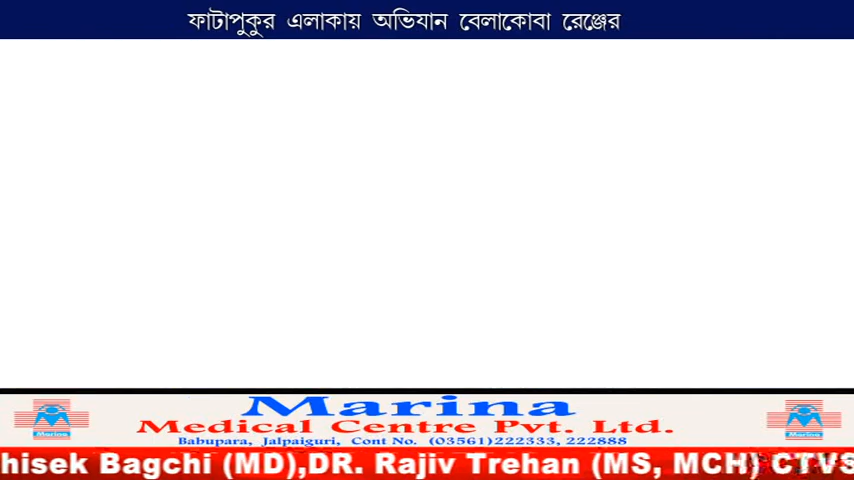 ফাটাপুকুর এলাকায় অভিযান বেলাকোবা রেঞ্জের
Marina
Medical Centre Pvt. Ltd.
Babupara, Jalpaiguri, Cont No. (03561)222333, 222888
Marina
Marina
hisek Bagchi (MD),DR. Rajiv Trehan (MS, MCH) CTVS